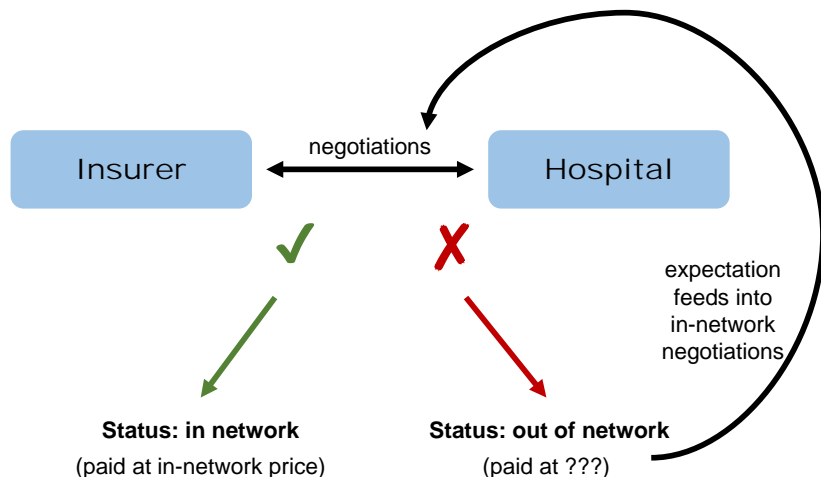 negotiations
Insurer
Hospital
expectation
feeds into
in-network
negotiations
Status: in network
(paid at in-network price)
Status: out of network
(paid at ???)